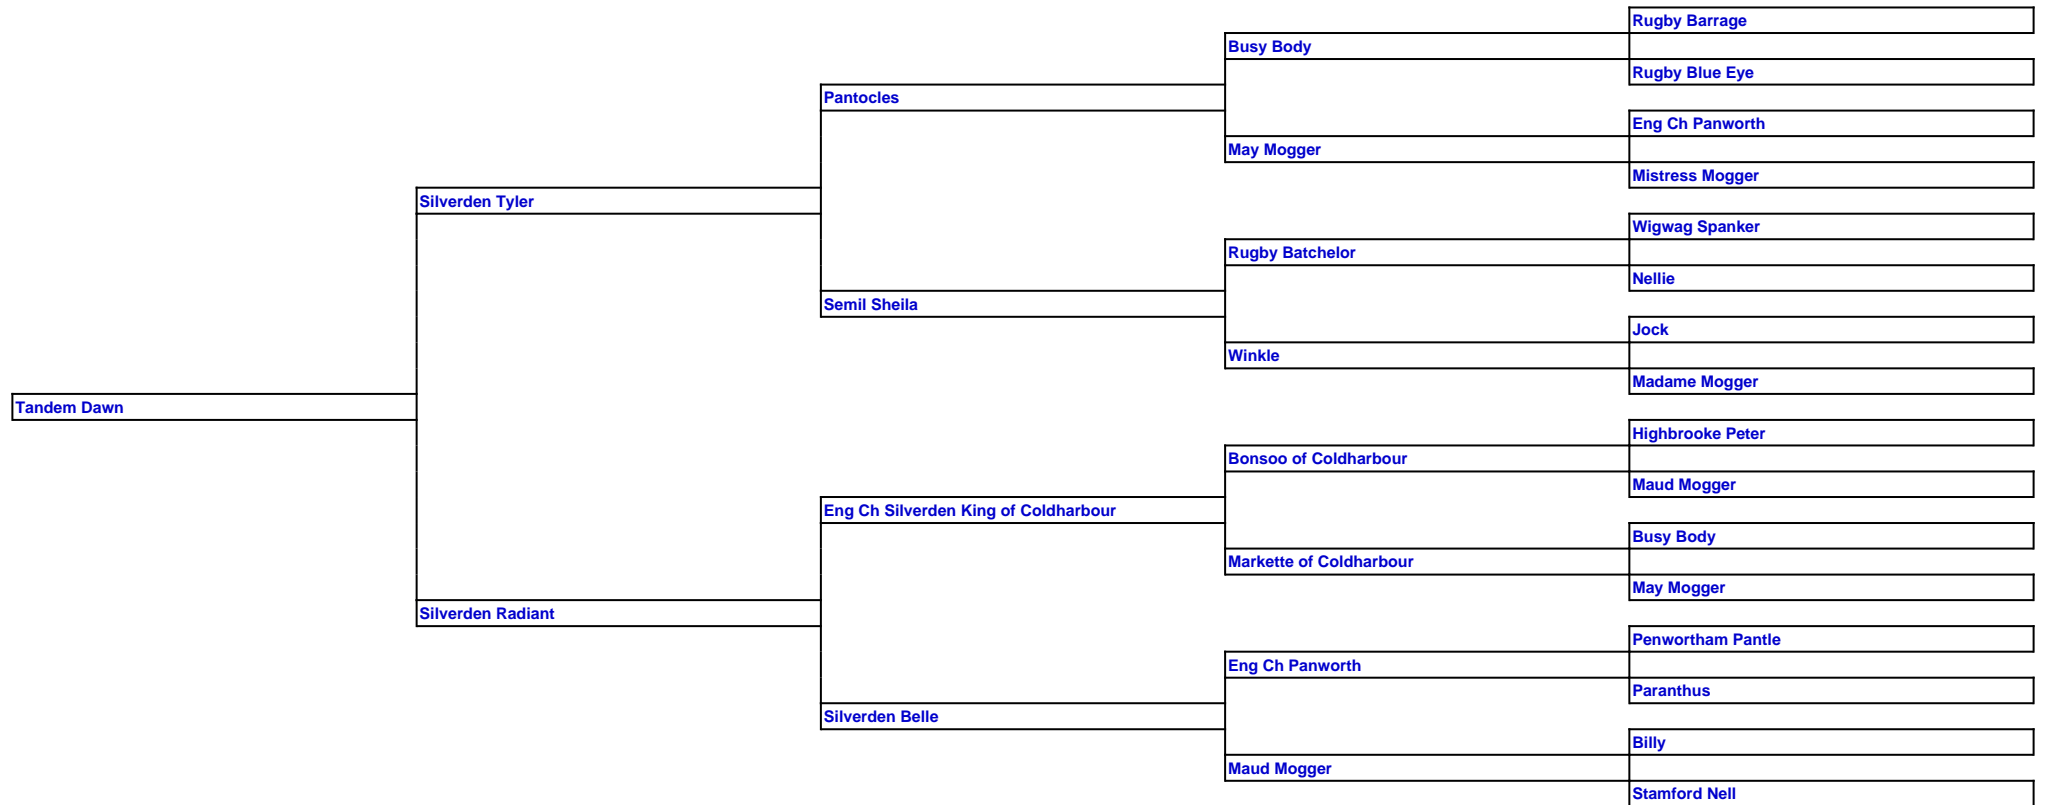 Rugby Barrage
Busy Body
Rugby Blue Eye
Pantocles
Eng Ch Panworth
May Mogger
Mistress Mogger
Silverden Tyler
Wigwag Spanker
Rugby Batchelor
Nellie
Semil Sheila
Jock
Winkle
Madame Mogger
Tandem Dawn
Highbrooke Peter
Bonsoo of Coldharbour
Maud Mogger
Eng Ch Silverden King of Coldharbour
Busy Body
Markette of Coldharbour
May Mogger
Silverden Radiant
Penwortham Pantle
Eng Ch Panworth
Paranthus
Silverden Belle
Billy
Maud Mogger
Stamford Nell